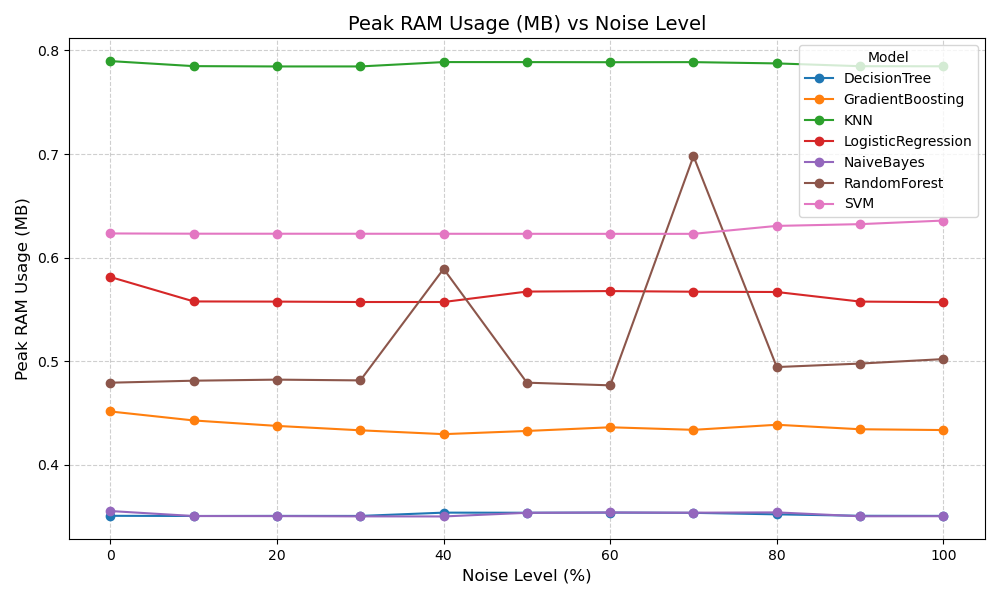 Peak RAM Usage (MB) vs Noise Level
Peak RAM Usage (MB)
0.8
0.7
0.6
0.5
0.4
Model
DecisionTree
GradientBoosting
KNN
LogisticRegression
NaiveBayes
RandomForest
SVM
0
20
40
60
80
100
Noise Level (%)